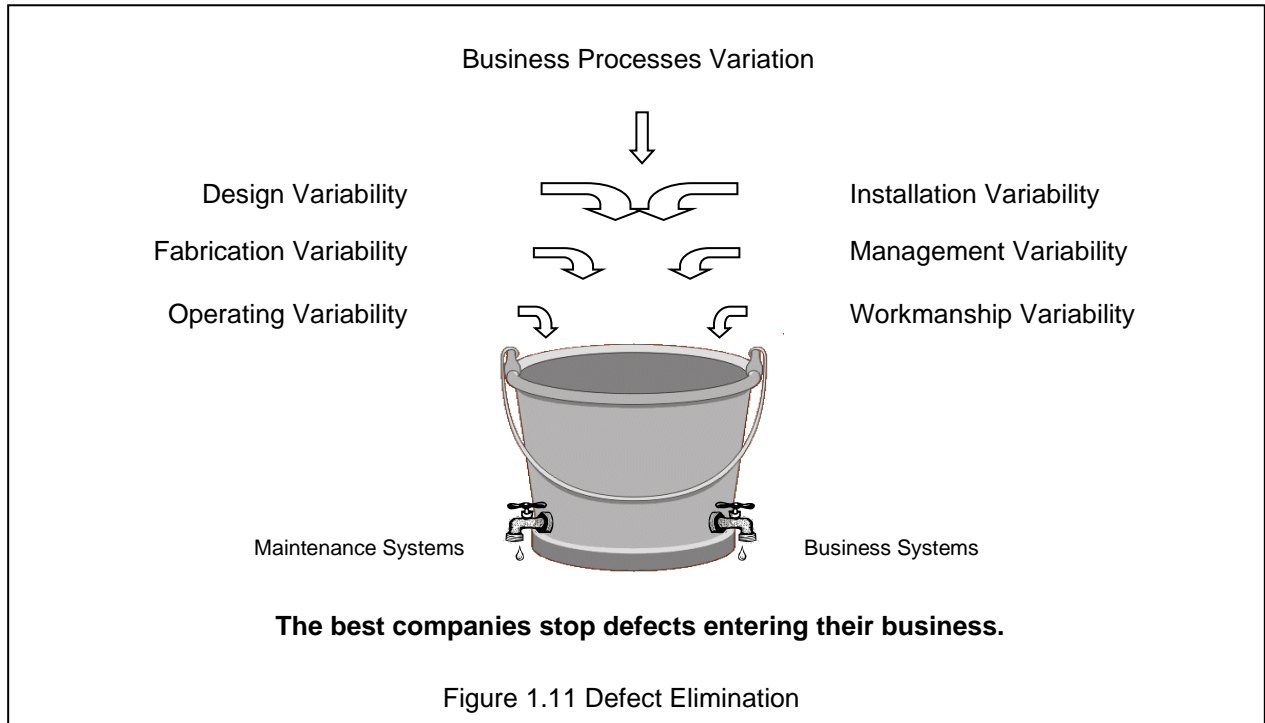 Business Processes Variation
Design Variability
Installation Variability
Fabrication Variability
Management Variability
Operating Variability
Workmanship Variability
Maintenance Systems
Business Systems
The best companies stop defects entering their business.
Figure 1.11 Defect Elimination